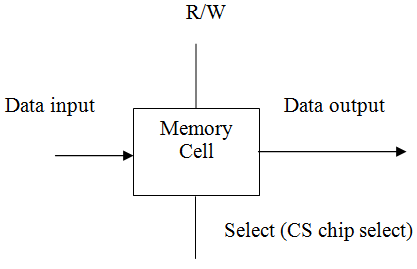 R/W
Data input
Data output
Memory
Cell
Select (CS chip select)